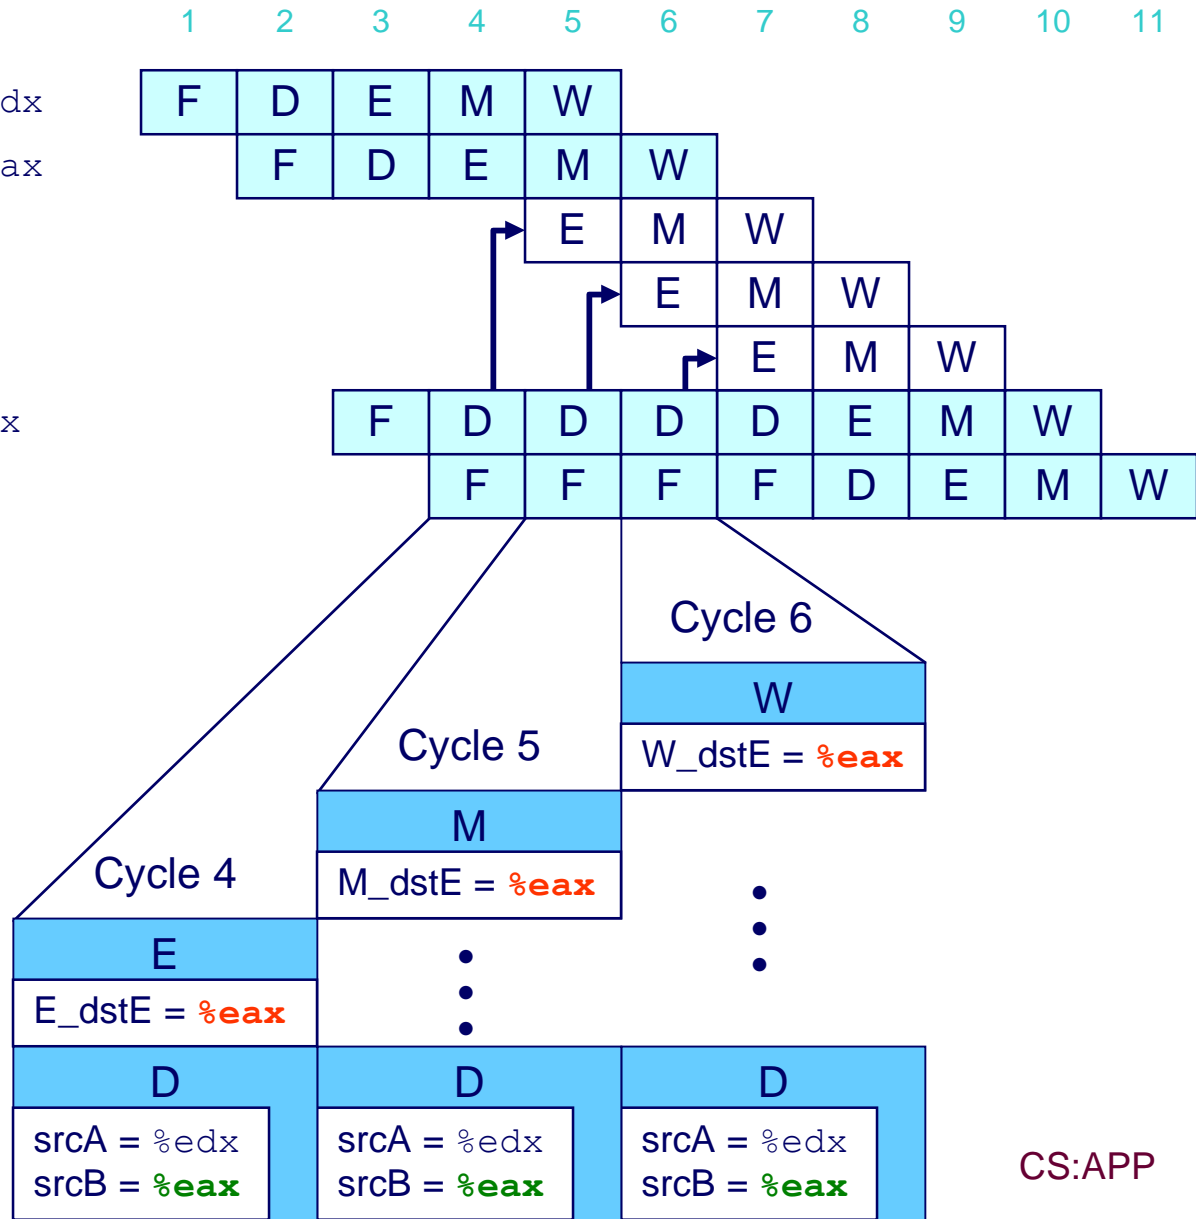 1 2 3 4 5 6 7 8 9 10 11
dx F D E M W
ax F D E M W
E M W
E M W
E M W
x F D D D D E M W
F F F F D E M W
Cycle 6
W
W_dstE = %eax
Cycle 5
M
M_dstE = %eax
Cycle 4
E
E_dstE = %eax
D D D
srcA = %edx srcA = %edx srcA = %edx
srcB = %eax srcB = %eax srcB = %eax
CS:APP